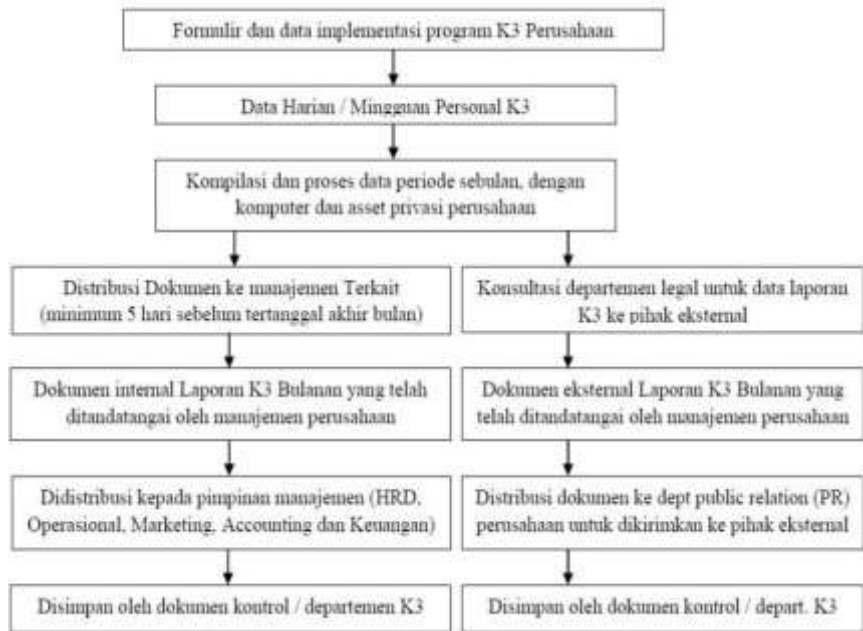 Formulir dan data implementasi program K3 Perusahaan
Data Harian / Mingguan Personal K3
Kompilasi dan proses data periode sebulan, dengan
komputer dan asset privasi perusahaan
Distribusi Dokumen ke manajemen Terkait
(minimum 5 hari sebelum tertanggal akhir bulan)
Konsultasi departemen legal untuk data laporan
K3 ke pihak eksternal
Dokumen internal Laporan K3 Bulanan yang telah
ditandatangai oleh manajemen perusahaan
Dokumen eksternal Laporan K3 Bulanan yang
telah ditandatangai oleh manajemen perusahaan
Didistribusi kepada pimpinan manajemen (HRD,
Operasional, Marketing, Accounting dan Keuangan)
Distribusi dokumen ke dept public relation (PR)
perusahaan untuk dikirimkan ke pihak eksternal
Disimpan oleh dokumen kontrol / departemen K3
Disimpan oleh dokumen kontrol / depart. K3